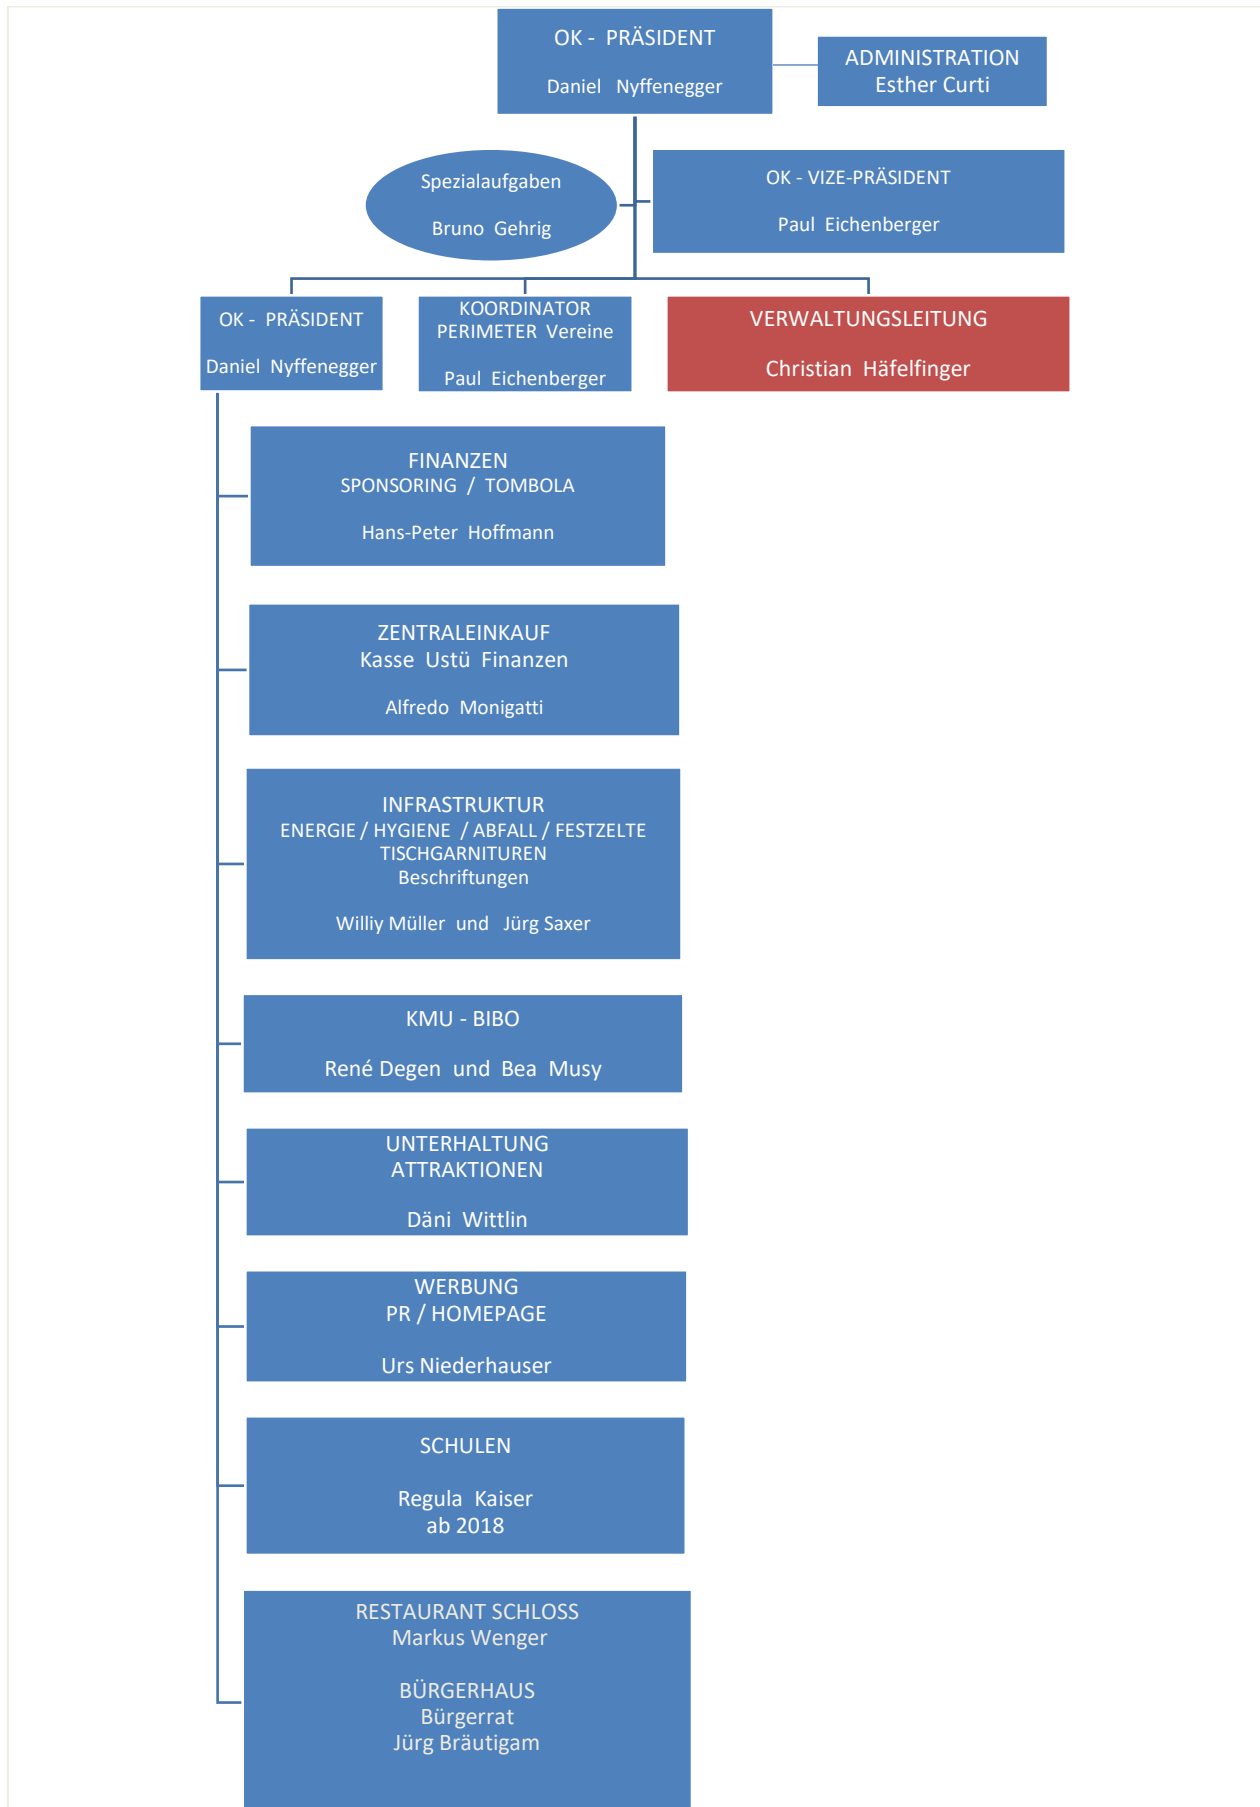 OK - PRÄSIDENT
Daniel Nyffenegger
ADMINISTRATION
Esther Curti
Spezialaufgaben
Bruno Gehrig
OK - VIZE-PRÄSIDENT
Paul Eichenberger
OK - PRÄSIDENT
Daniel Nyffenegger
KOORDINATOR
PERIMETER Vereine
Paul Eichenberger
VERWALTUNGSLEITUNG
Christian Häfelfinger
FINANZEN
SPONSORING / TOMBOLA
Hans-Peter Hoffmann
ZENTRALEINKAUF
Kasse Ustü Finanzen
Alfredo Monigatti
INFRASTRUKTUR
ENERGIE / HYGIENE / ABFALL / FESTZELTE
TISCHGARNITUREN
Beschriftungen
Williy Müller und Jürg Saxer
KMU - BIBO
René Degen und Bea Musy
UNTERHALTUNG
ATTRAKTIONEN
Däni Wittlin
WERBUNG
PR / HOMEPAGE
Urs Niederhauser
SCHULEN
Regula Kaiser
ab 2018
RESTAURANT SCHLOSS
Markus Wenger
BÜRGERHAUS
Bürgerrat
Jürg Bräutigam